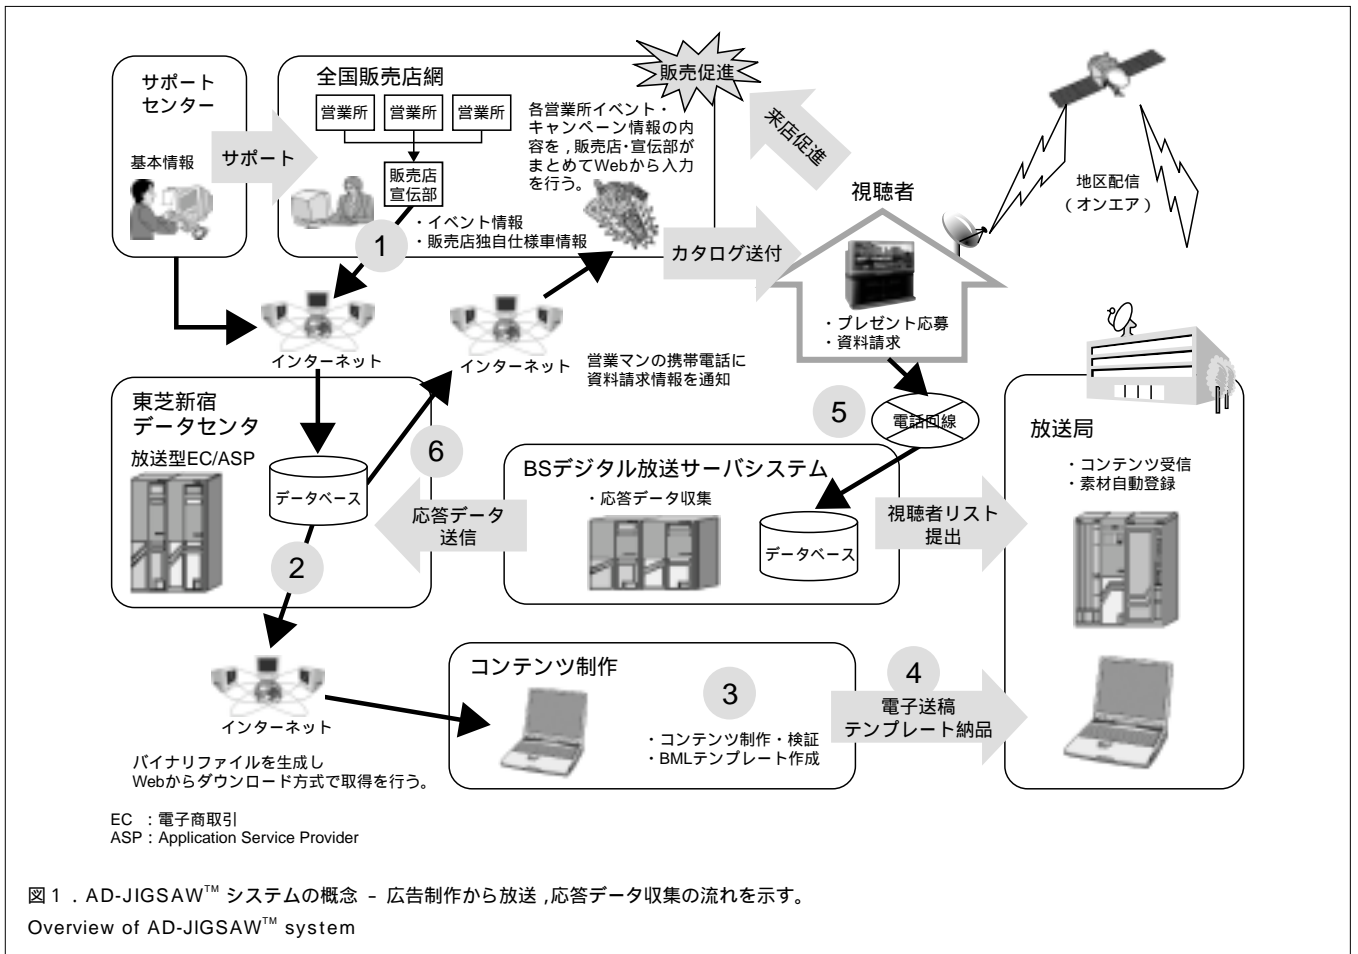 サポート
センター
基本情報
サポート
全国販売店網
営業所
営業所
営業所
販売店
宣伝部
各営業所イベント・
キャンペーン情報の内
容を,販売店・宣伝部が
まとめてWebから入力
を行う。
・イベント情報
・販売店独自仕様車情報
1
販売促進
来店促進
視聴者
カタログ送付
・プレゼント応募
・資料請求
地区配信
(オンエア)
インターネット
インターネット
営業マンの携帯電話に
資料請求情報を通知
5
電話回線
東芝新宿
データセンタ
放送型EC/ASP
データベース
6
応答データ
送信
BSデジタル放送サーバシステム
・応答データ収集
データベース
視聴者リスト
提出
放送局
・コンテンツ受信
・素材自動登録
2
インターネット
バイナリファイルを生成し
Webからダウンロード方式で取得を行う。
コンテンツ制作
3
・コンテンツ制作・検証
・BMLテンプレート作成
4
電子送稿
テンプレート納品
EC :電子商取引
ASP:Application Service Provider
図1.AD-JIGSAW™ システムの概念 − 広告制作から放送,応答データ収集の流れを示す。
Overview of AD-JIGSAW™ system